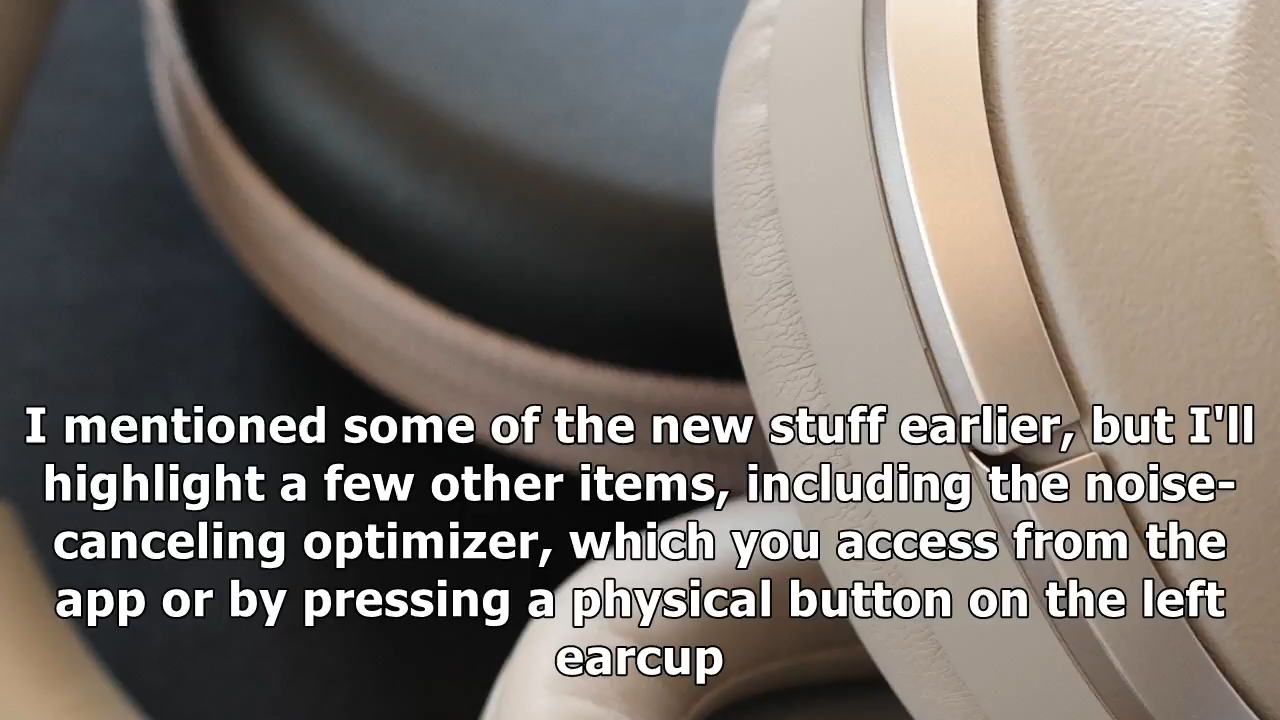 I mentioned some of the new stuff earlier, but I'll
highlight a few other items, including the noise-
canceling optimizer, which you access from the
app or by pressing a physical button on the left
earcup